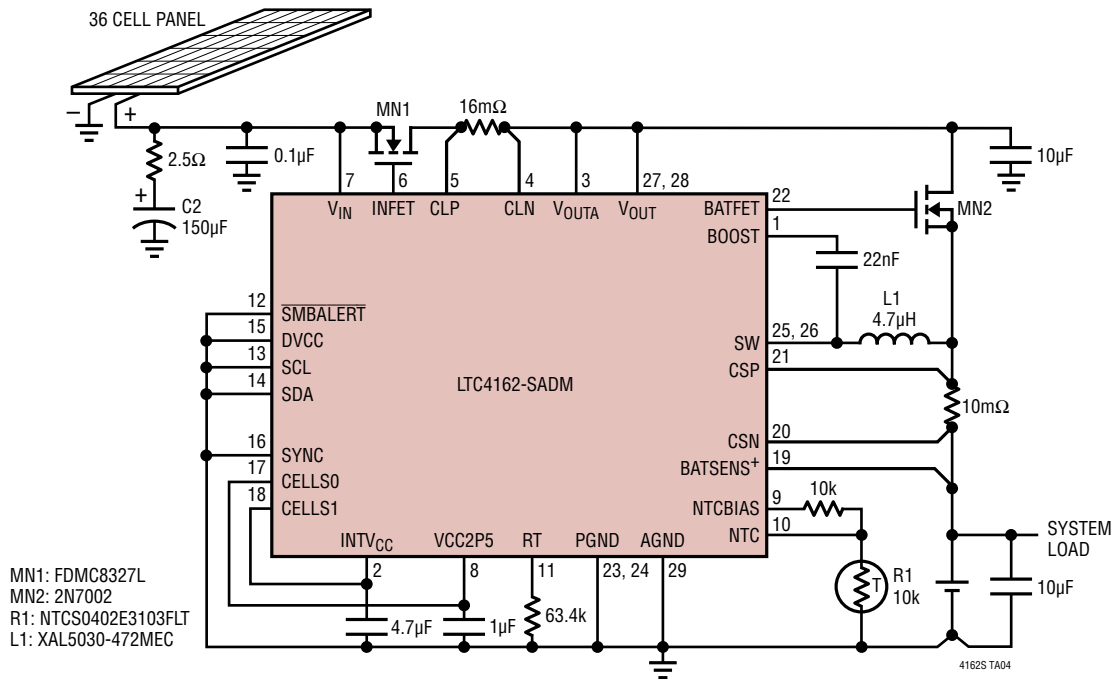 36 CELL PANEL
−
+
MN1
16mΩ
2.5Ω
0.1µF
10µF
+
C2
150µF
7
6
5
4
3
27, 28
VIN
INFET
CLP
CLN
VOUTA
VOUT
BATFET
22
MN2
BOOST
1
22nF
L1
4.7µH
12
SMBALERT
15
DVCC
13
SCL
14
SDA
SW
25, 26
CSP
21
LTC4162-SADM
10mΩ
16
SYNC
17
CELLS0
18
CELLS1
CSN
20
BATSENS+
19
NTCBIAS
9
10k
NTC
10
SYSTEM
LOAD
INTVCC
VCC2P5
RT
PGND
AGND
2
8
11
23, 24
29
T
R1
10k
10µF
4.7µF
1µF
63.4k
MN1: FDMC8327L
MN2: 2N7002
R1: NTCS0402E3103FLT
L1: XAL5030-472MEC
4162S TA04